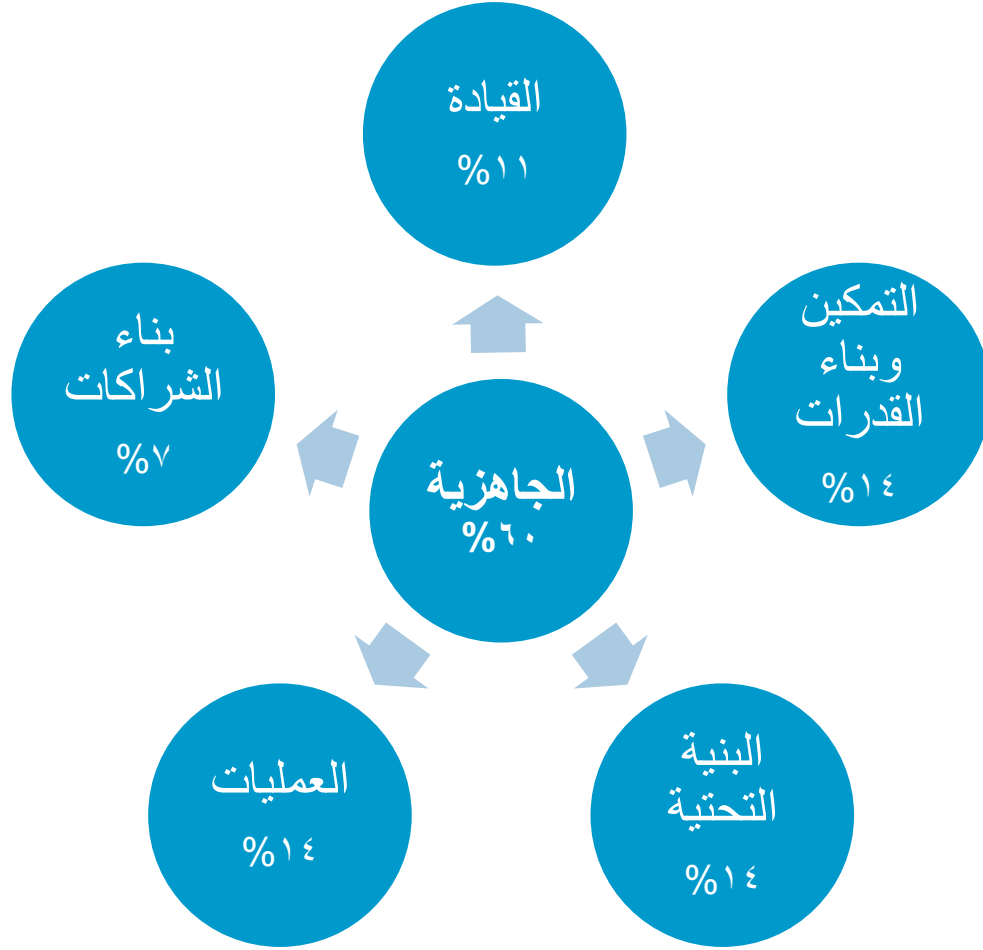 القيادة
%١١
التمكين
وبناء
القدرات
%١٤
بناء
الشراكات
%٧
الجاهزية
%٦٠
البنية
التحتية
%١٤
العمليات
%١٤